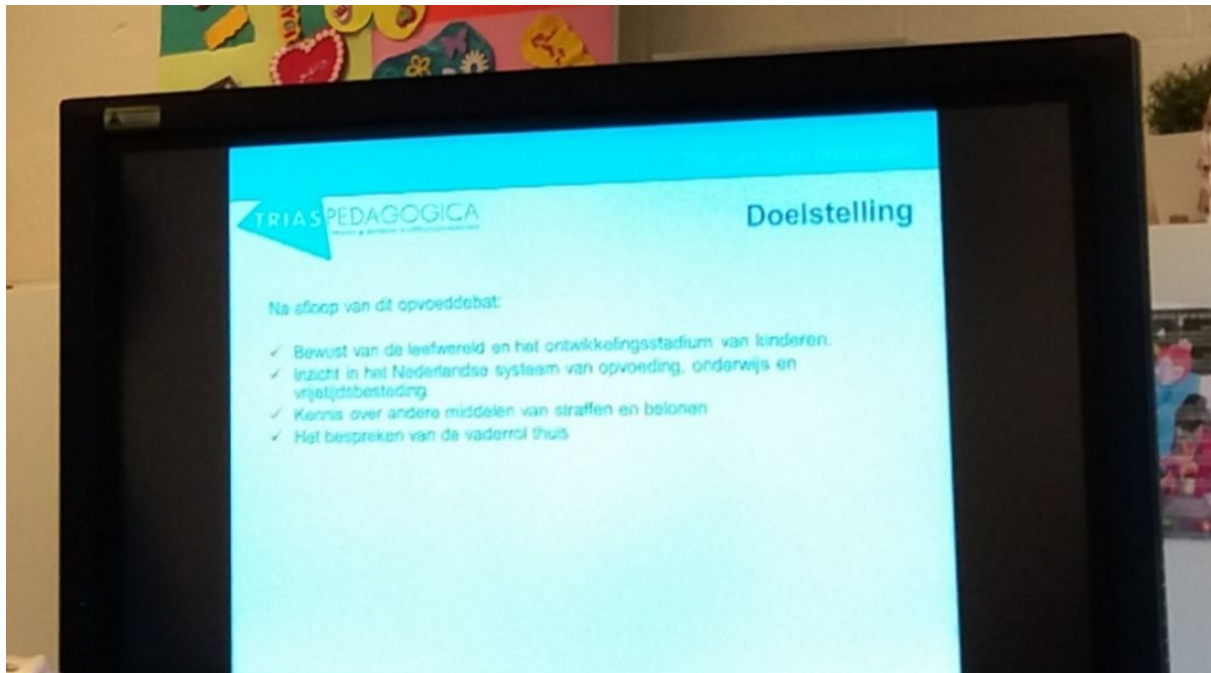 TRIAS PEDAGOGICA
Doelstelling
Na afloop van dit opvoeddebat:
✓ Bewust van de leefwereld en het ontwikkelingsstadium van kinderen.
✓ Inzicht in het Nederlandse systeem van opvoeding, onderwijs en
vrijetijdsbesteding
✓ Kennis over andere middelen van straffen en belonen
✓ Het bespreken van de vaderrol thuis